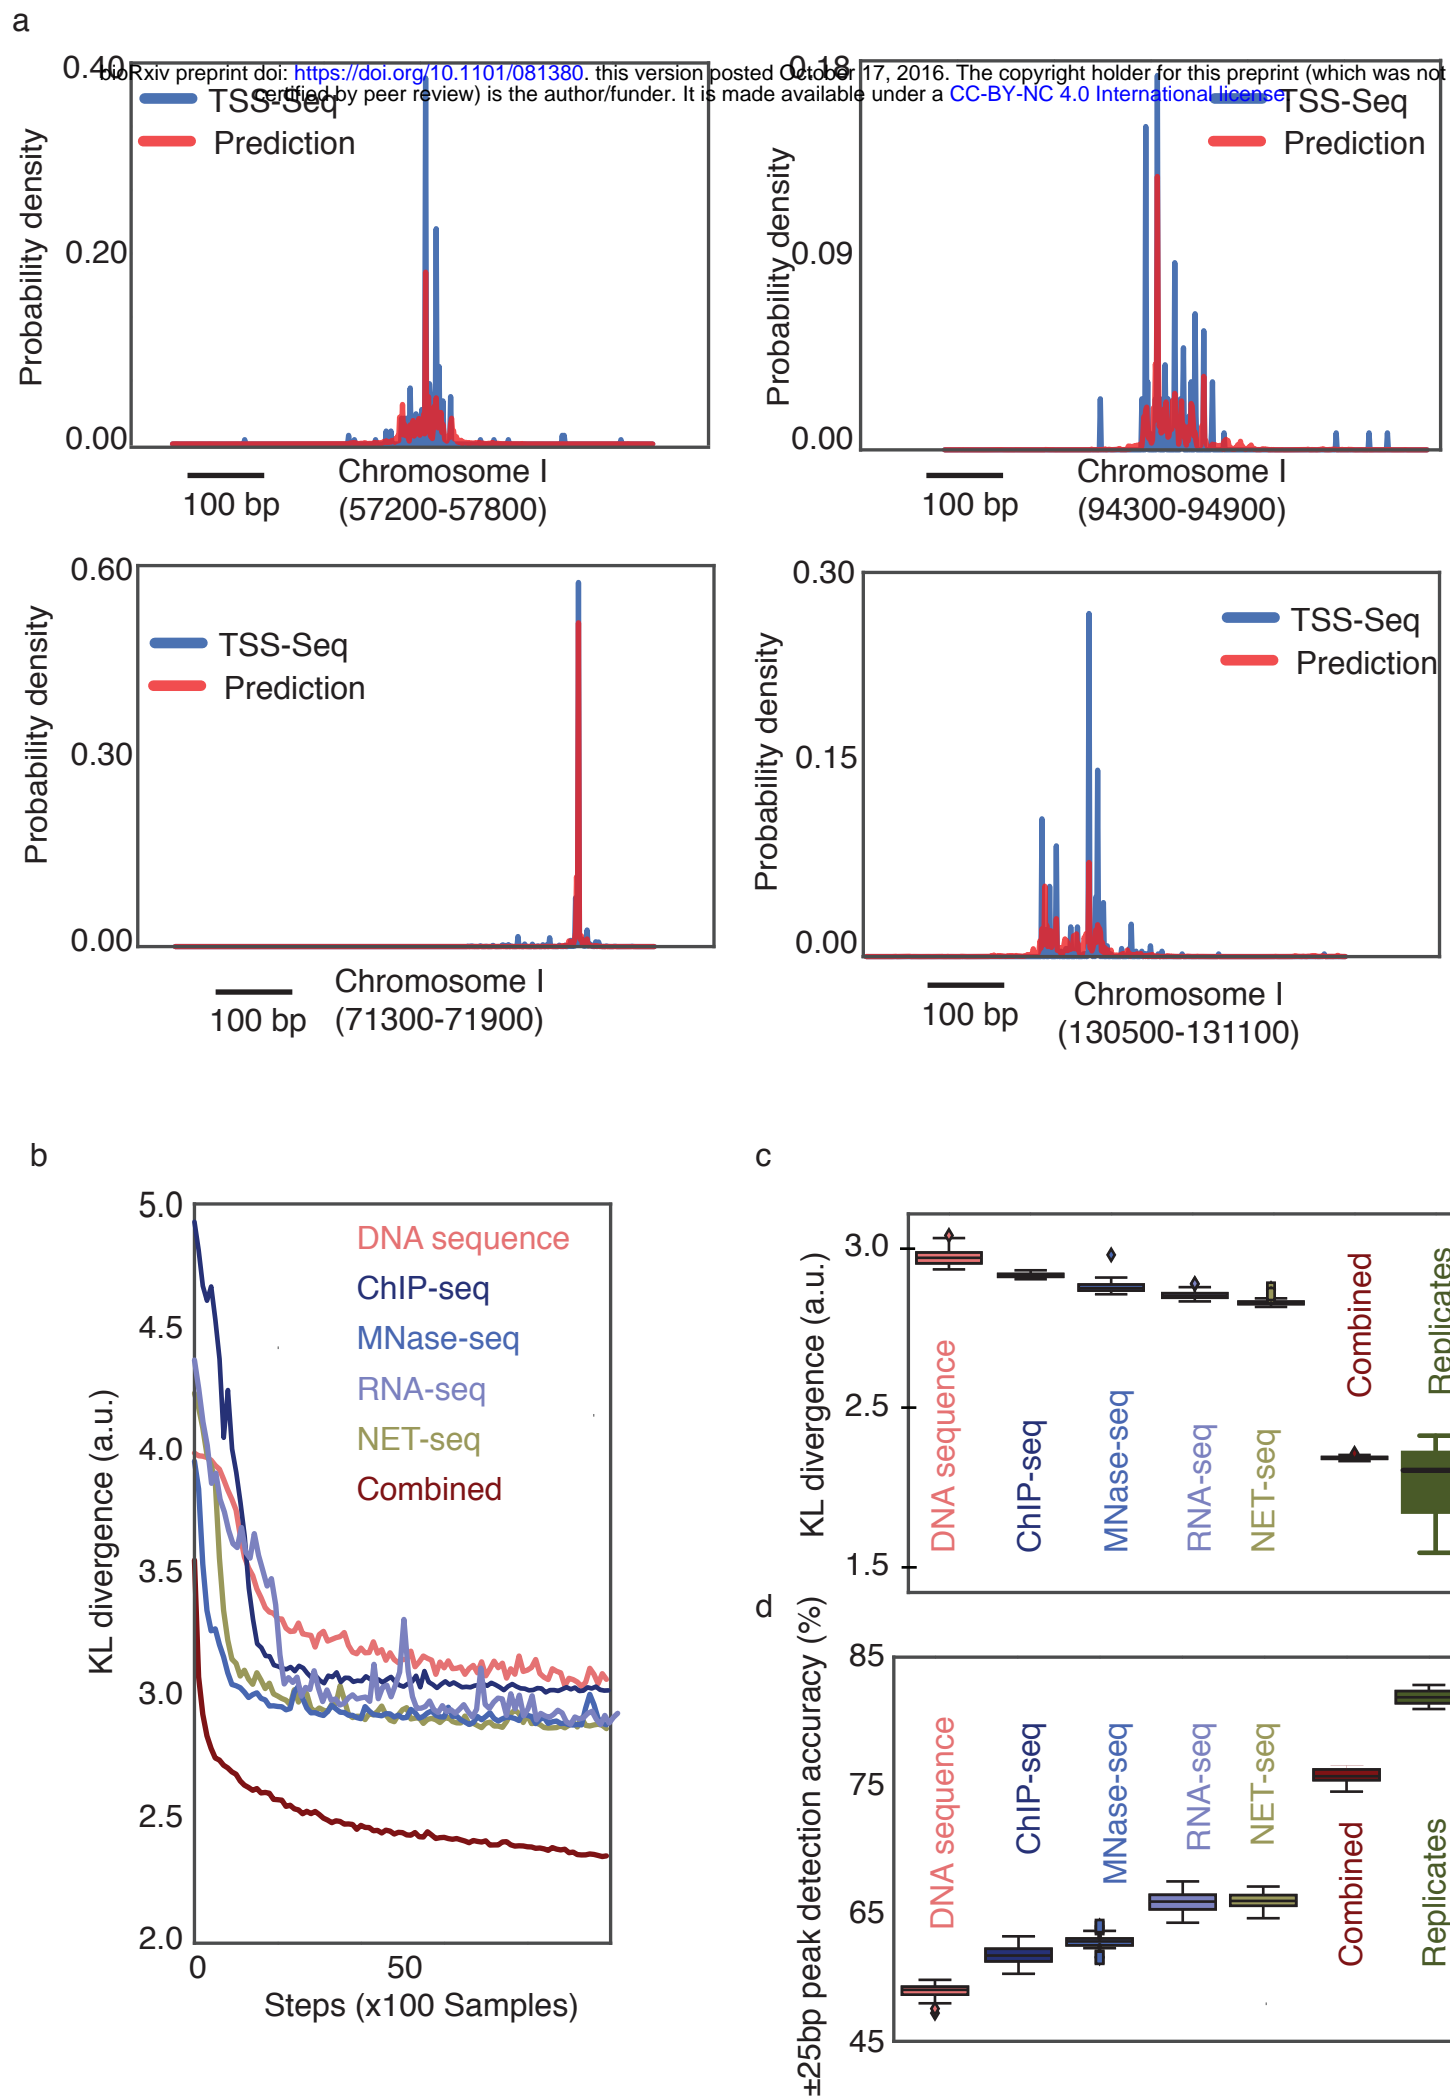 a
bioRxiv preprint doi: https://doi.org/10.1101/081380. this version posted October 17, 2016. The copyright holder for this preprint (which was not
certified by peer review) is the author/funder. It is made available under a CC-BY-NC 4.0 International license.
0.40
0.20
0.00
Probability density
TSS-Seq
Prediction
100 bp
Chromosome I
(57200-57800)
0.18
0.09
0.00
Probability density
TSS-Seq
Prediction
100 bp
Chromosome I
(94300-94900)
0.60
0.30
0.00
Probability density
TSS-Seq
Prediction
100 bp
Chromosome I
(71300-71900)
0.30
0.15
0.00
Probability density
TSS-Seq
Prediction
100 bp
Chromosome I
(130500-131100)
b
5.0
4.5
4.0
3.5
3.0
2.5
2.0
KL divergence (a.u.)
DNA sequence
ChIP-seq
MNase-seq
RNA-seq
NET-seq
Combined
0
50
Steps (x100 Samples)
c
3.0
2.5
1.5
KL divergence (a.u.)
DNA sequence
ChIP-seq
MNase-seq
RNA-seq
NET-seq
Combined
Replicates
d
85
75
65
45
±25bp peak detection accuracy (%)
DNA sequence
ChIP-seq
MNase-seq
RNA-seq
NET-seq
Combined
Replicates